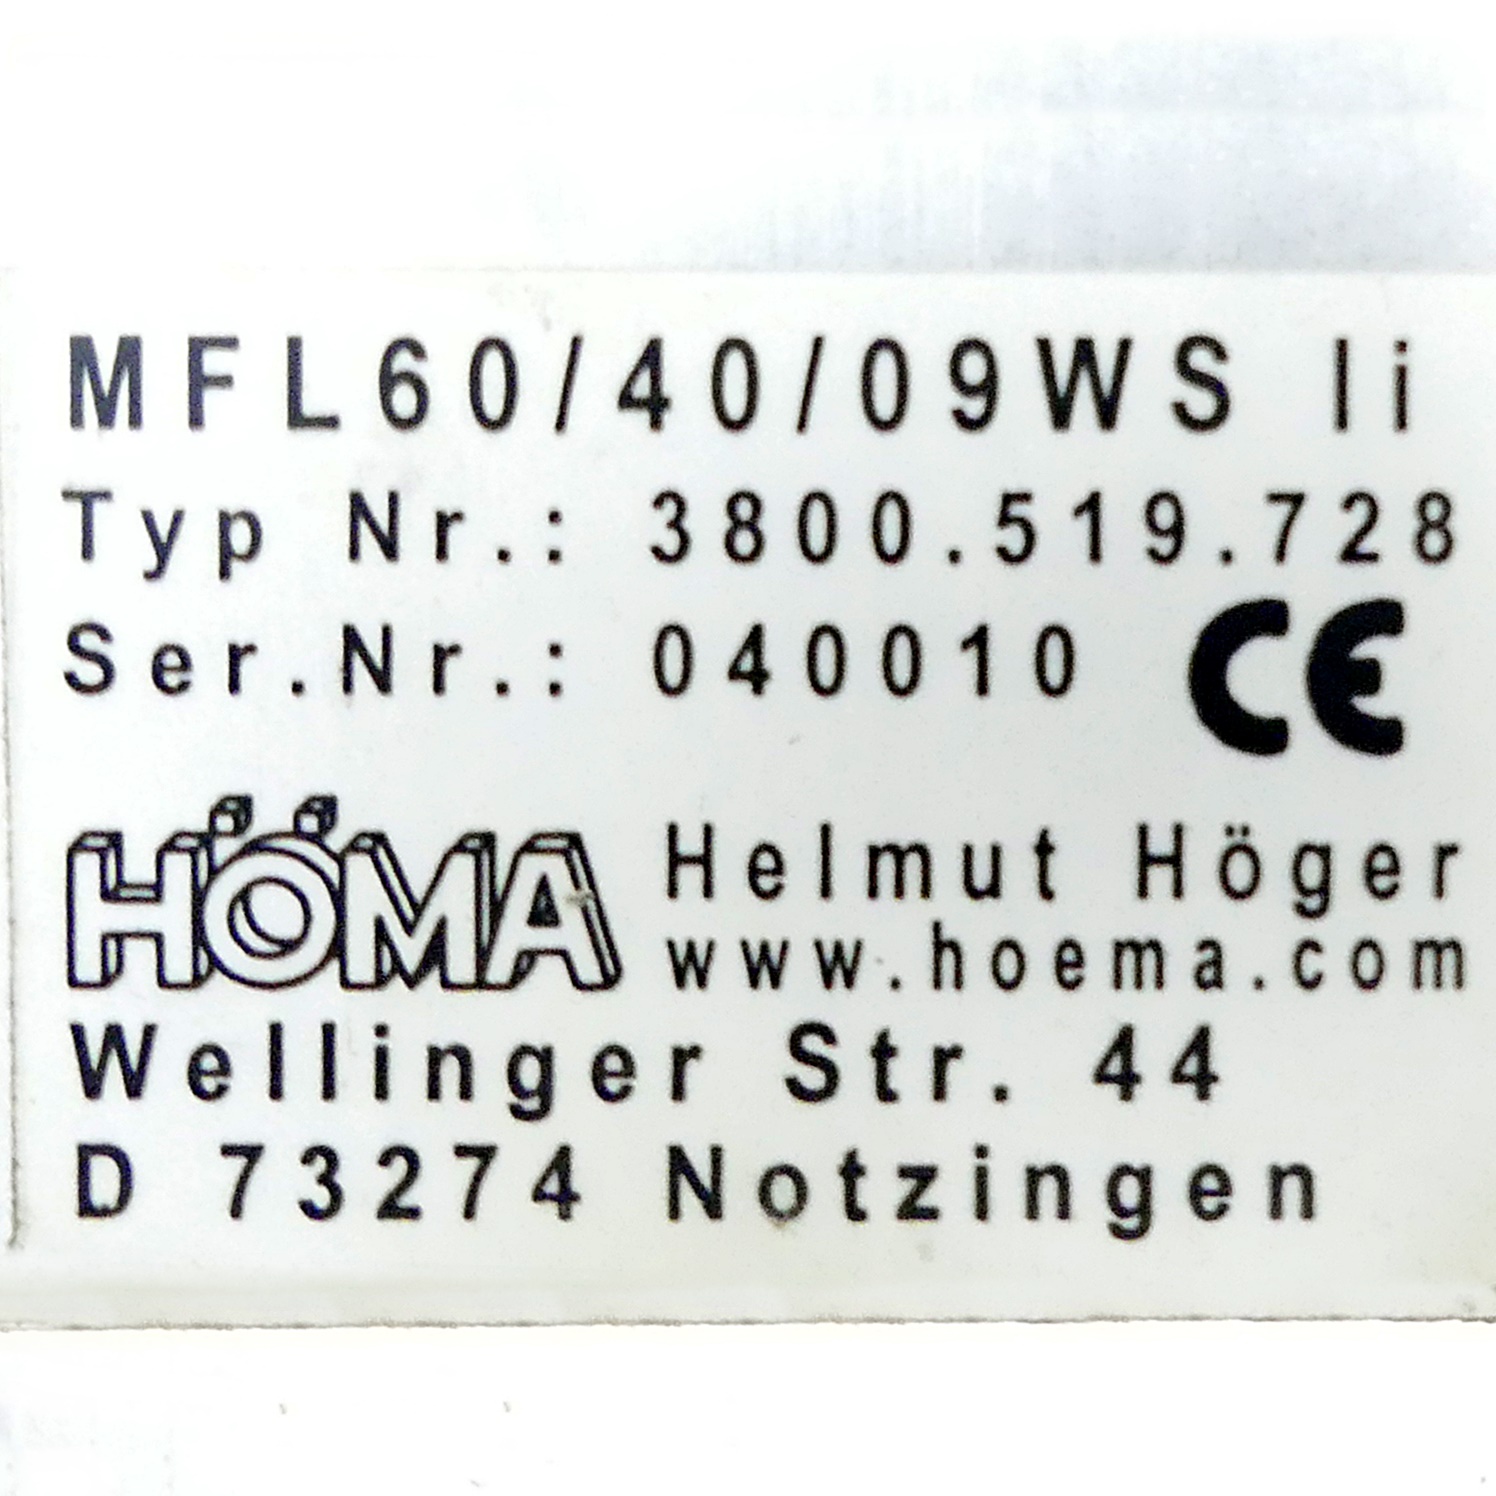 MFL60/40/09WS li
Typ Nr.: 3800.519.728
Ser.Nr.: 040010 CE
HÖMA Helmut Höger
www.hoema.com
Wellinger Str. 44
D 73274 Notzingen